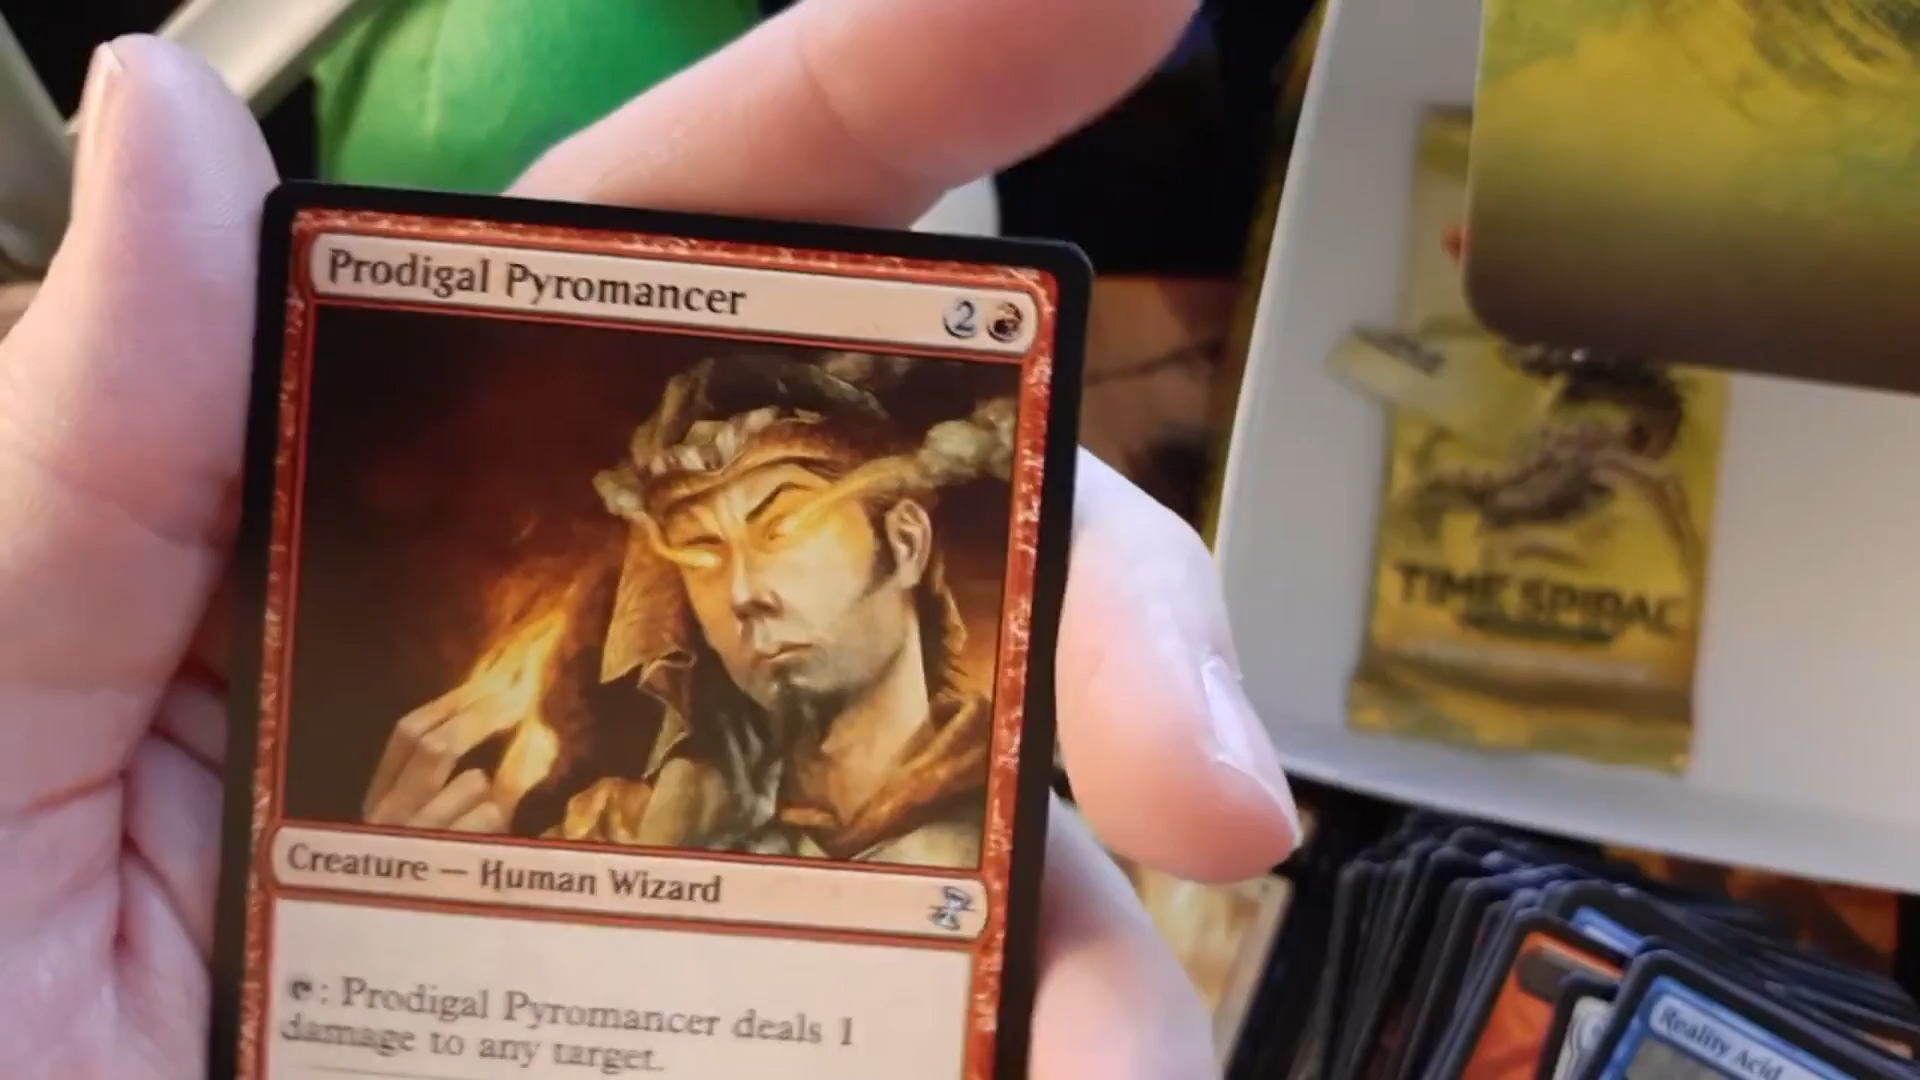 Prodigal Pyromancer
2
Creature — Human Wizard
: Prodigal Pyromancer deals 1
damage to any target.
TIME SPIRAL
Reality Acid